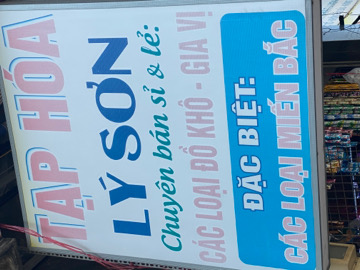 TẠP HÓA
LÝ SƠN
Chuyên bán sỉ & lẻ:
CÁC LOẠI ĐỒ KHÔ - GIA VỊ
ĐẶC BIỆT:
CÁC LOẠI MIẾN BẮC